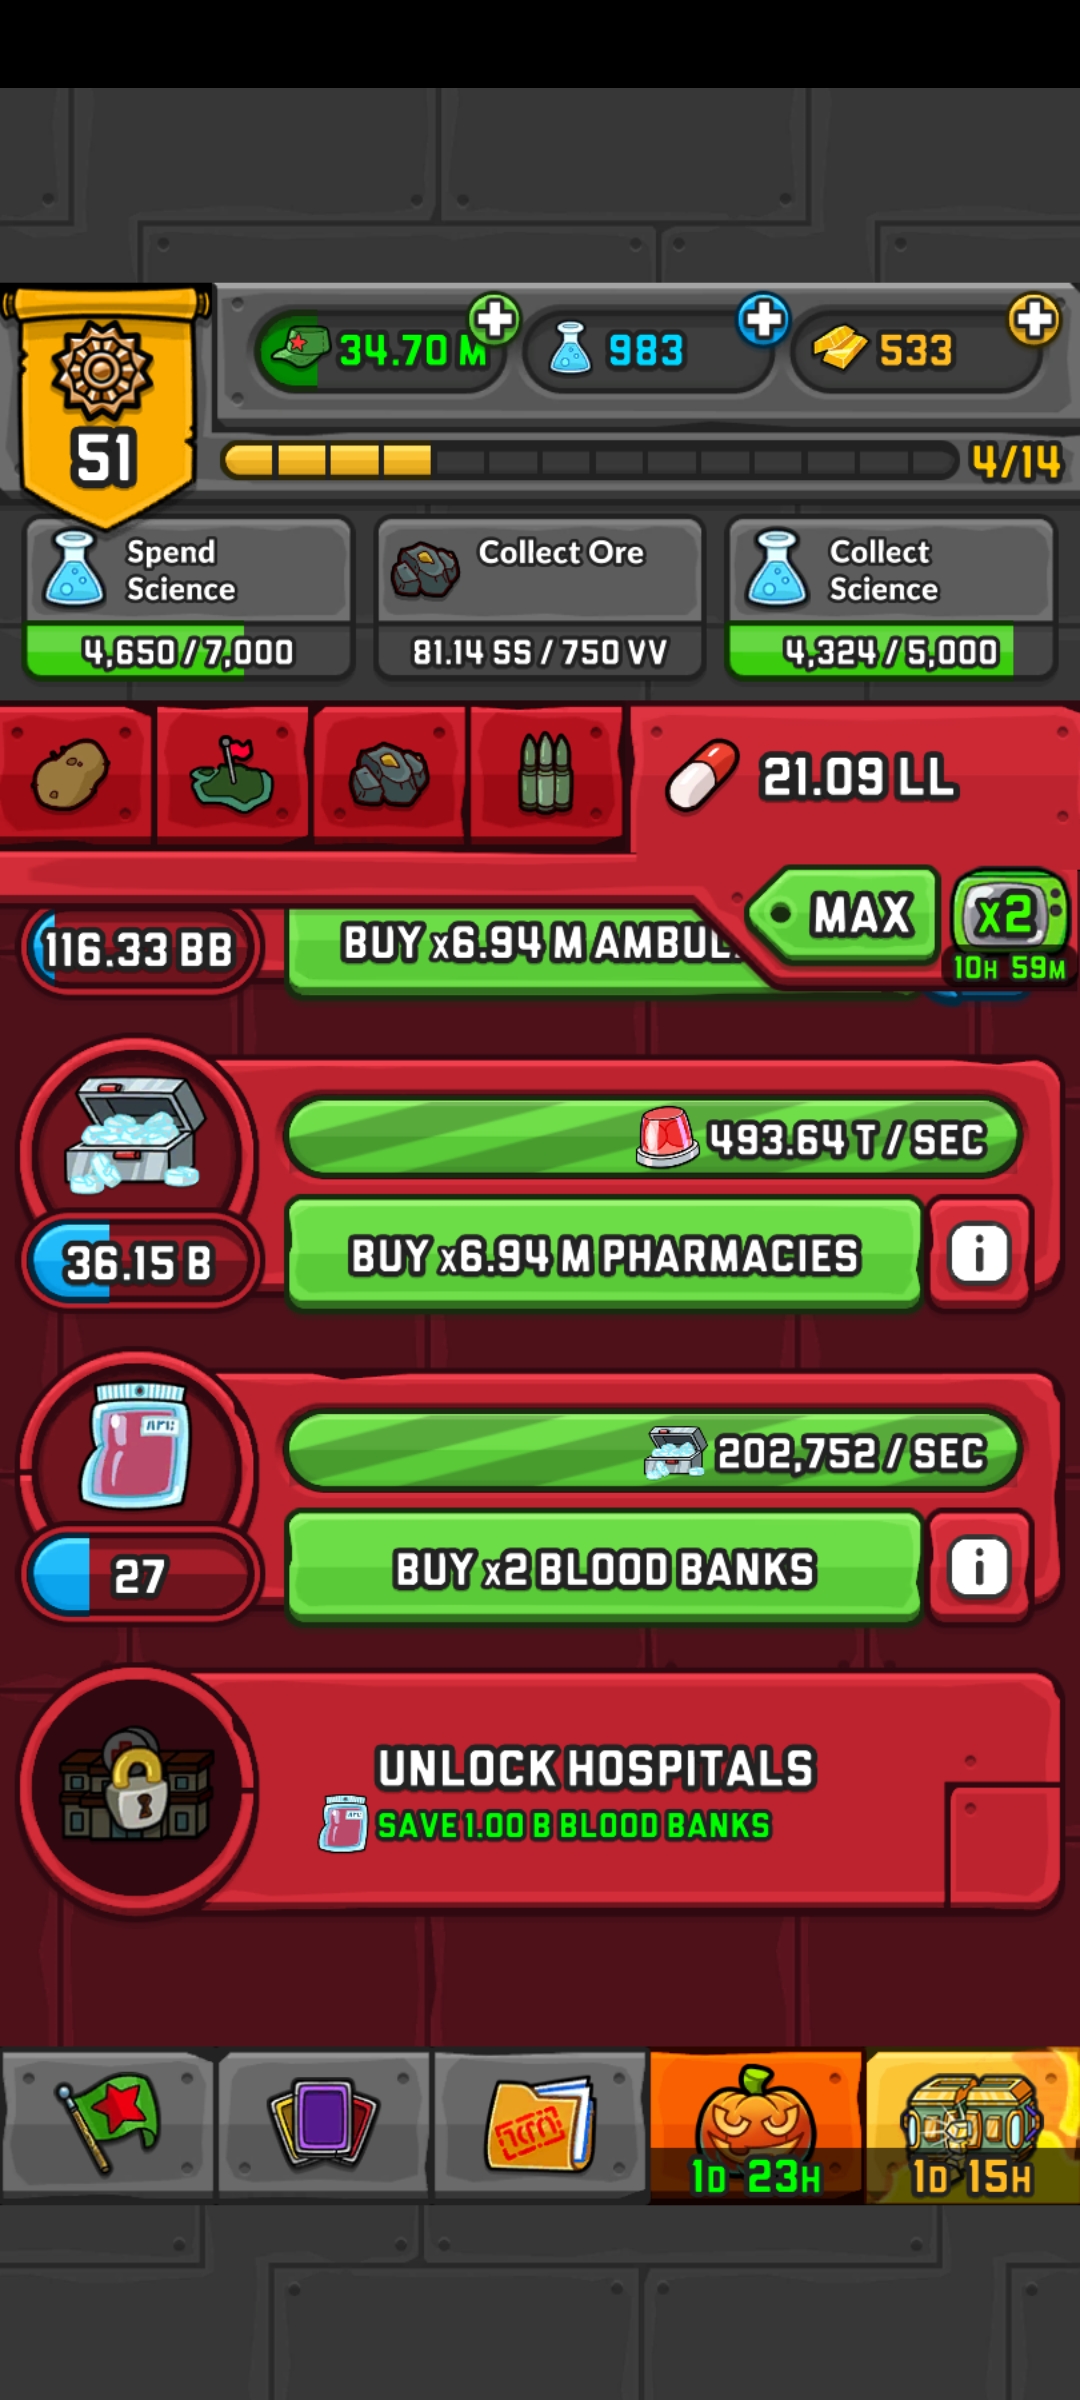 51
34.70 M
983
533
4/14
Spend
Science
4,650/7,000
Collect Ore
81.14 SS / 750 VV
Collect
Science
4,324/5,000
21.09 LL
MAX
x2
10H 59M
116.33 BB
BUY x6.94 M AMBUL
493.64 T / SEC
36.15 B
BUY x6.94 M PHARMACIES
i
202,752 / SEC
27
BUY x2 BLOOD BANKS
i
UNLOCK HOSPITALS
SAVE 1.00 B BLOOD BANKS
1D 23H
1D 15H